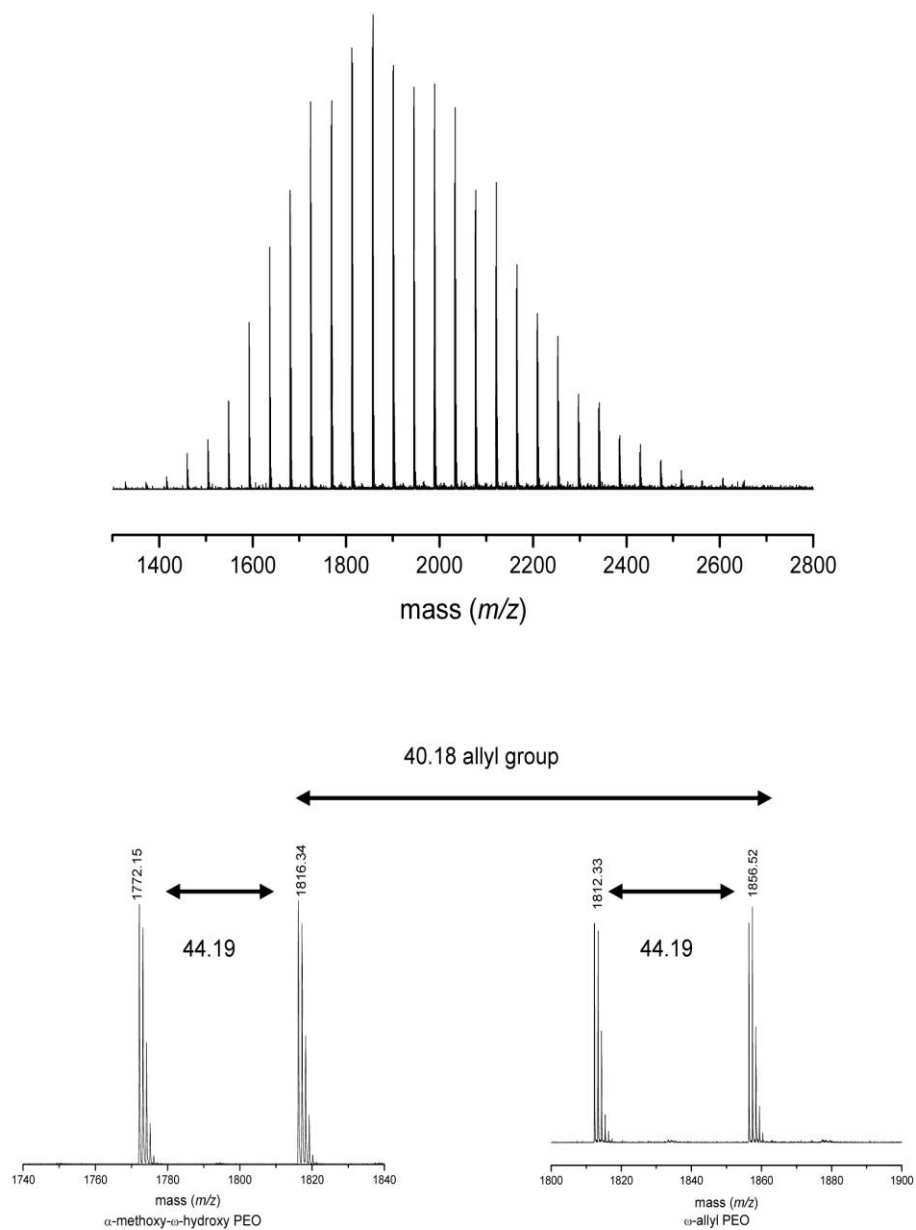 1400 1600 1800 2000 2200 2400 2600 2800
mass (m/z)
40.18 allyl group
1772.15
1816.34
1812.33
1856.52
44.19
44.19
1740 1760 1780 1800 1820 1840
1800 1820 1840 1860 1880 1900
mass (m/z)
mass (m/z)
α-methoxy-ω-hydroxy PEO
ω-allyl PEO